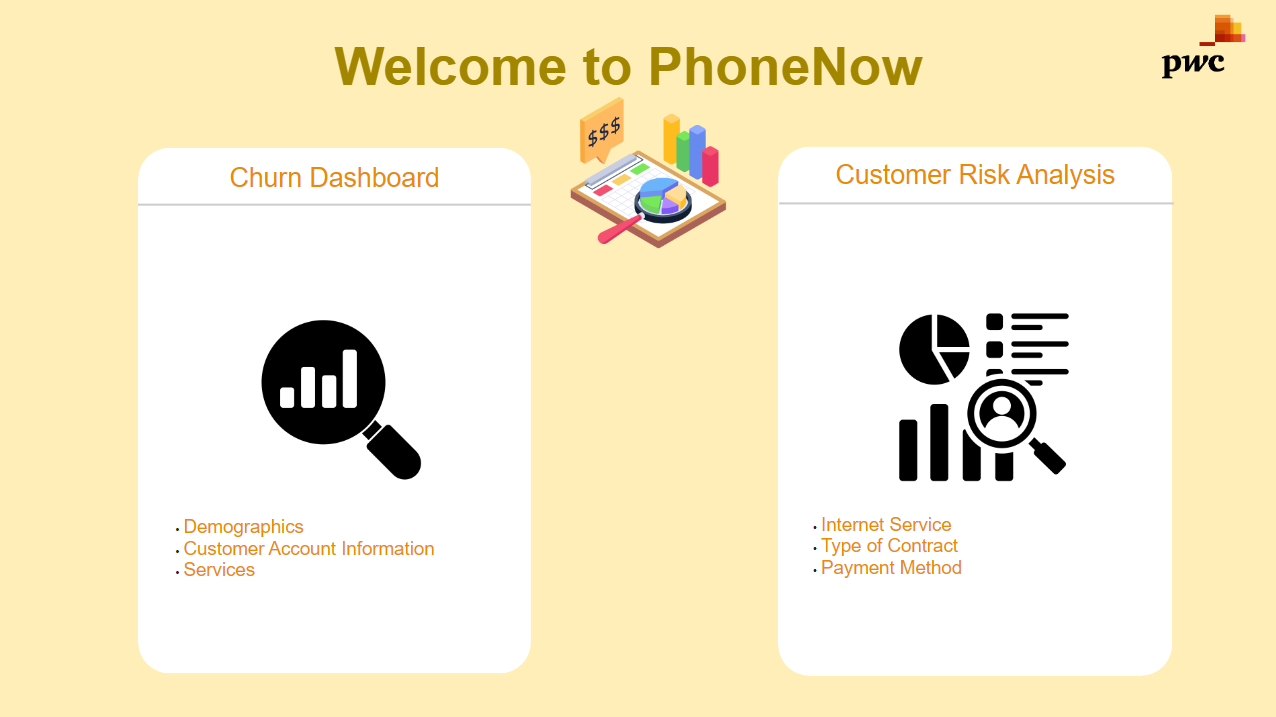 Welcome to PhoneNow
pwc
$$$
Churn Dashboard
• Demographics
• Customer Account Information
• Services
Customer Risk Analysis
• Internet Service
• Type of Contract
• Payment Method